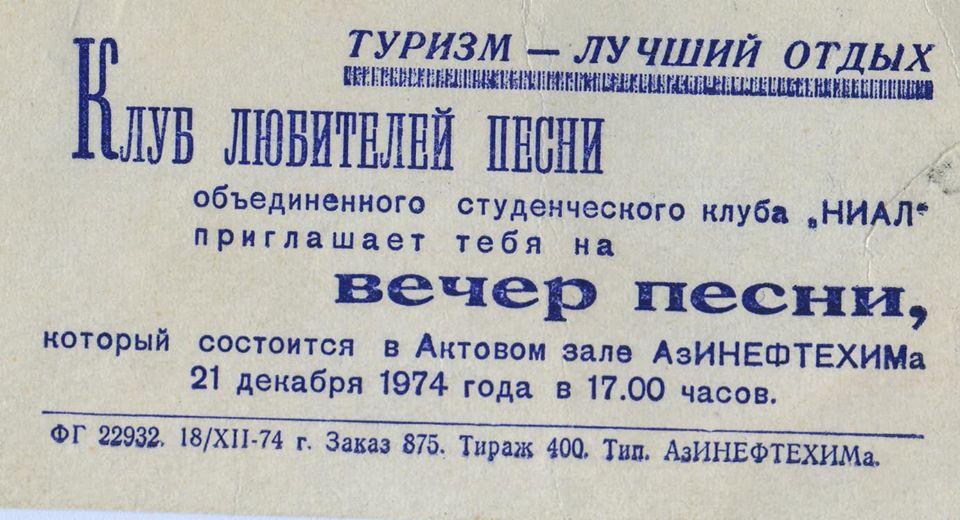 ТУРИЗМ — ЛУЧШИЙ ОТДЫХ
КЛУБ ЛЮБИТЕЛЕЙ ПЕСНИ
объединенного студенческого клуба „НИАЛ“
приглашает тебя на
вечер песни,
который состоится в Актовом зале АзИНЕФТЕХИМа
21 декабря 1974 года в 17.00 часов.
ФГ 22932. 18/XII-74 г. Заказ 875. Тираж 400. Тип. АзИНЕФТЕХИМа.